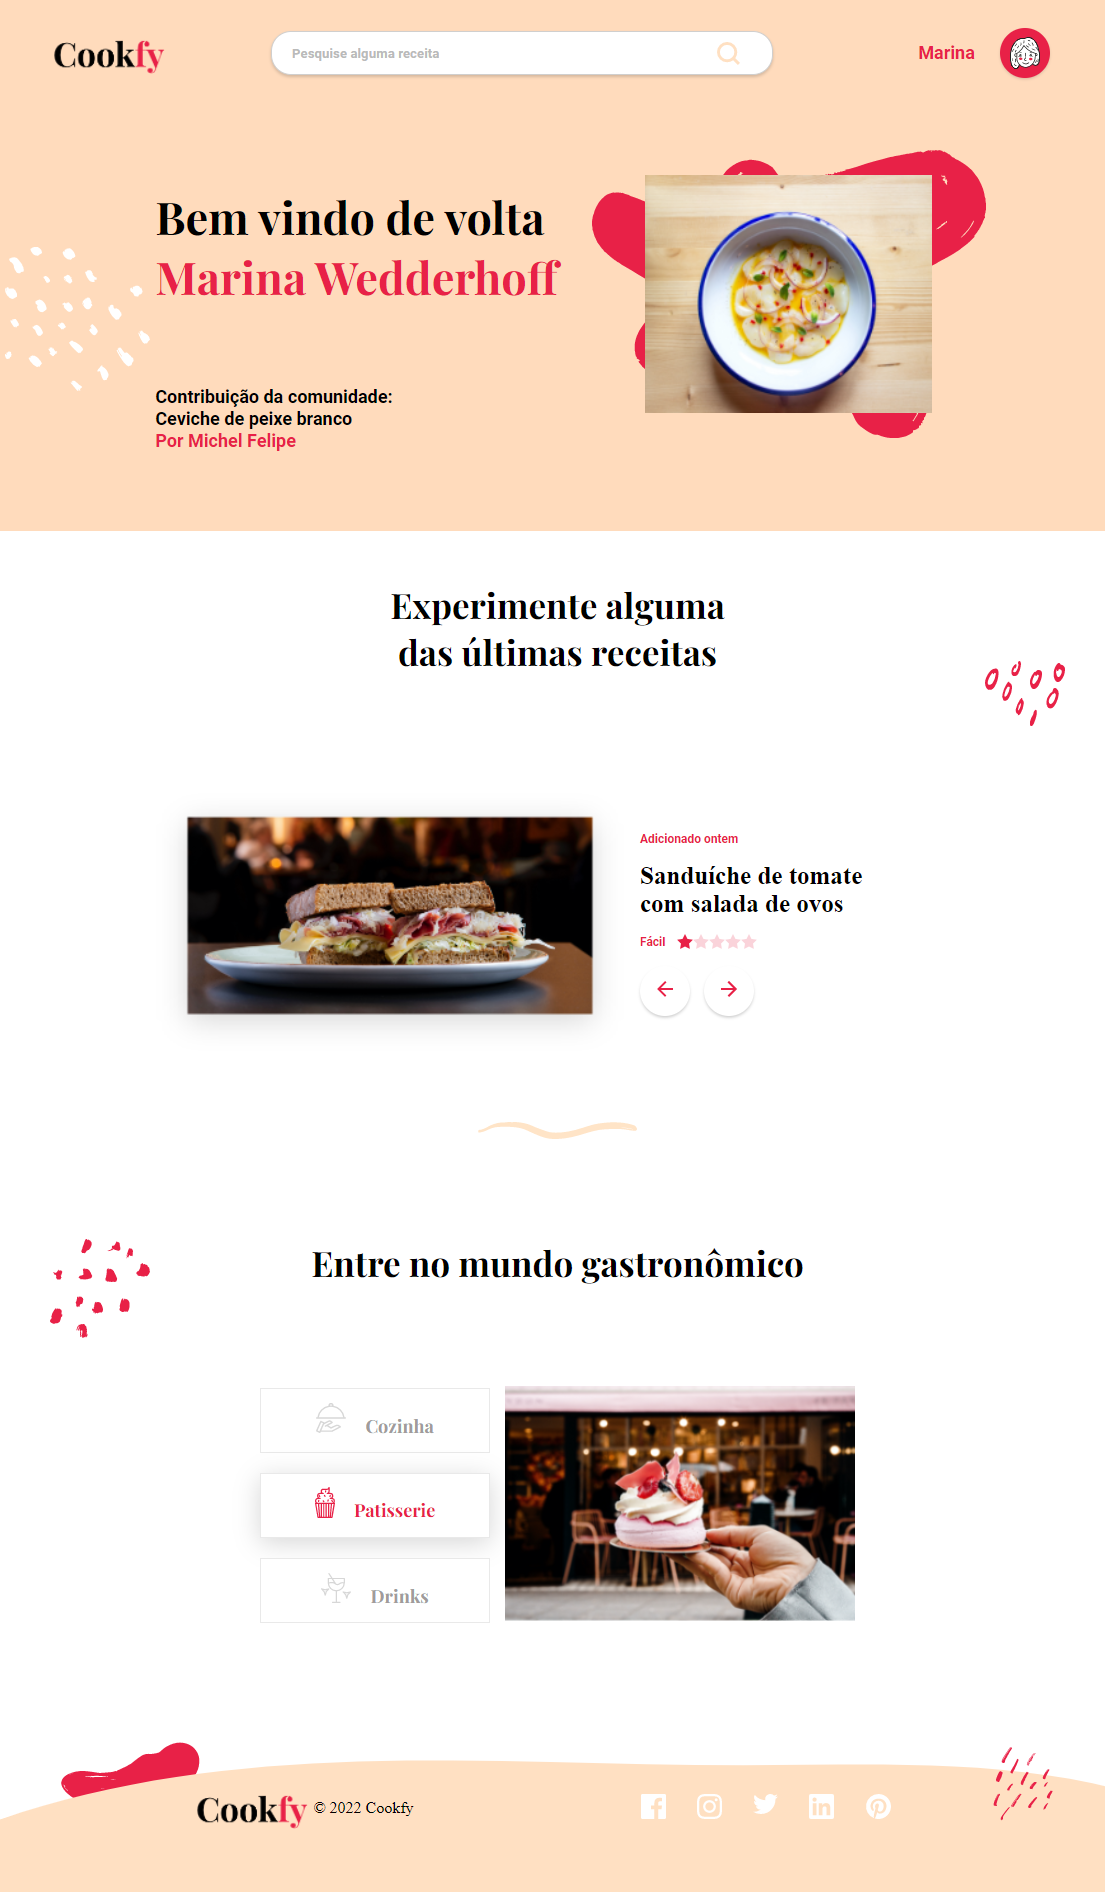 Cookfy
Pesquise alguma receita
Marina
Bem vindo de volta
Marina Wedderhoff
Contribuição da comunidade:
Ceviche de peixe branco
Por Michel Felipe
Experimente alguma
das últimas receitas
Adicionado ontem
Sanduíche de tomate
com salada de ovos
Fácil
Entre no mundo gastronômico
Cozinha
Patisserie
Drinks
Cookfy © 2022 Cookfy